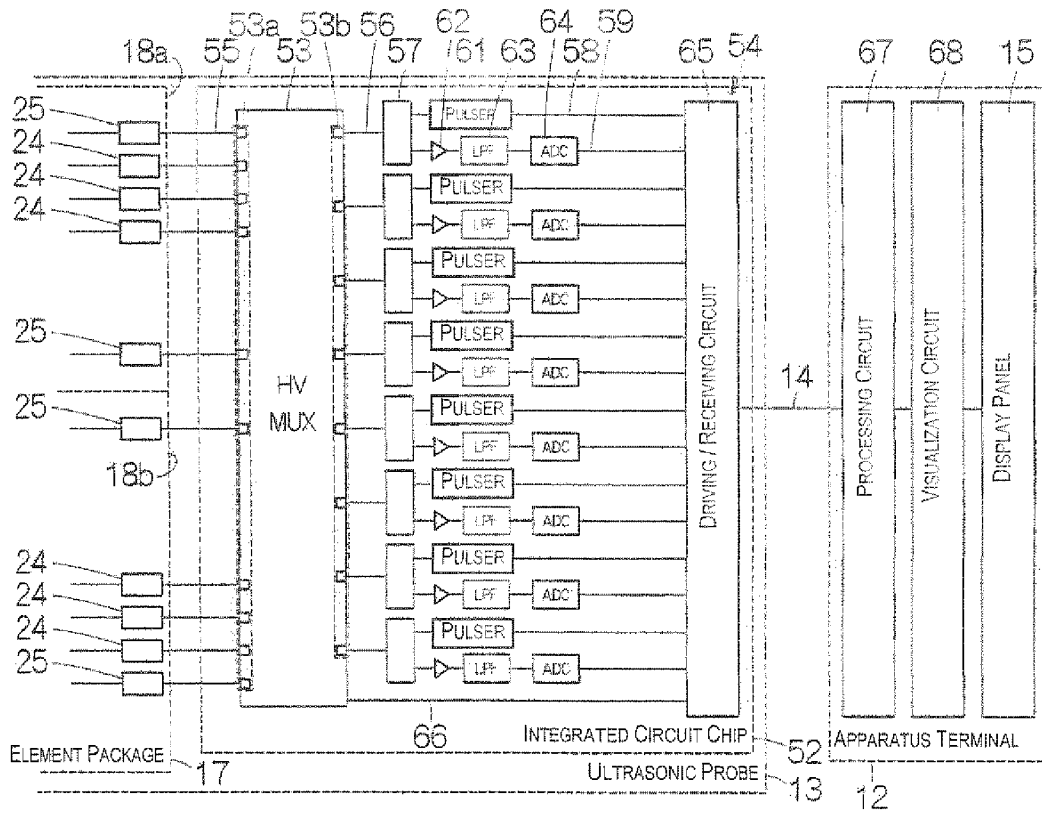 53a 53b 62 64 54
18a 55 53 56 57 61 63 58 59 65 67 68 15
25
24
24
24
25
25
18b
24
24
24
25
HV
MUX
PULSER
LPF ADC
PULSER
LPF ADC
PULSER
LPF ADC
PULSER
LPF ADC
PULSER
LPF ADC
PULSER
LPF ADC
PULSER
LPF ADC
PULSER
LPF ADC
DRIVING / RECEIVING CIRCUIT
14
PROCESSING CIRCUIT
VISUALIZATION CIRCUIT
DISPLAY PANEL
66
INTEGRATED CIRCUIT CHIP
52
APPARATUS TERMINAL
ELEMENT PACKAGE
17
ULTRASONIC PROBE
13
12